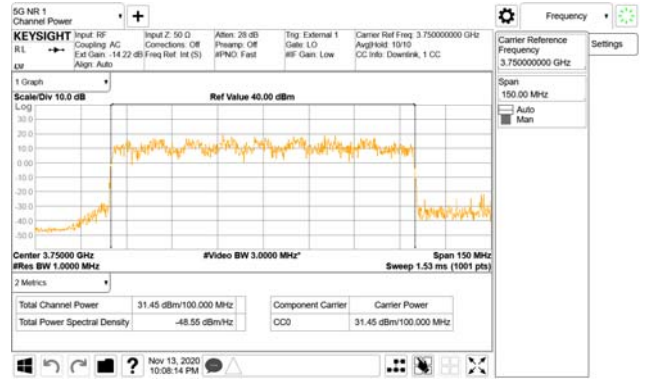 5G NR 1
Channel Power
Frequency
KEYSIGHT
RL
Input: RF
Coupling: AC
Ext Gain: -14.22 dB
Align: Auto
Input Z: 50 Ω
Corrections: Off
Freq Ref: Int (S)
Atten: 28 dB
Preamp: Off
#PNO: Fast
Trig: External 1
Gate: LO
#IF Gain: Low
Carrier Ref Freq: 3.750000000 GHz
Avg|Hold: 10/10
CC Info: Downlink, 1 CC
Carrier Reference
Frequency
3.750000000 GHz
Settings
Span
150.00 MHz
Auto
Man
1 Graph
Scale/Div 10.0 dB
Ref Value 40.00 dBm
Log
30.0
20.0
10.0
0.00
-10.0
-20.0
-30.0
-40.0
-50.0
Center 3.75000 GHz
#Video BW 3.0000 MHz*
Span 150 MHz
#Res BW 1.0000 MHz
Sweep 1.53 ms (1001 pts)
2 Metrics
Total Channel Power 31.45 dBm/100.000 MHz
Total Power Spectral Density -48.55 dBm/Hz
Component Carrier Carrier Power
CC0 31.45 dBm/100.000 MHz
?
Nov 13, 2020
10:08:14 PM